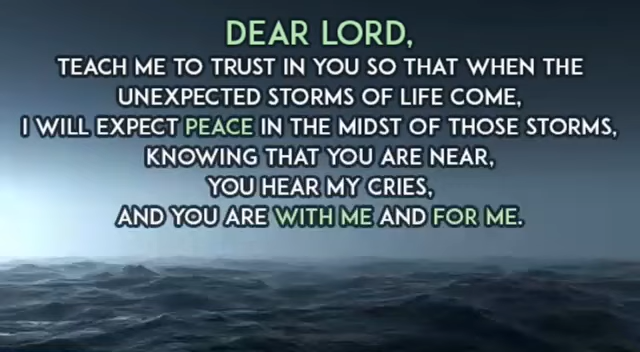 DEAR LORD,
TEACH ME TO TRUST IN YOU SO THAT WHEN THE
UNEXPECTED STORMS OF LIFE COME,
I WILL EXPECT PEACE IN THE MIDST OF THOSE STORMS,
KNOWING THAT YOU ARE NEAR,
YOU HEAR MY CRIES,
AND YOU ARE WITH ME AND FOR ME.